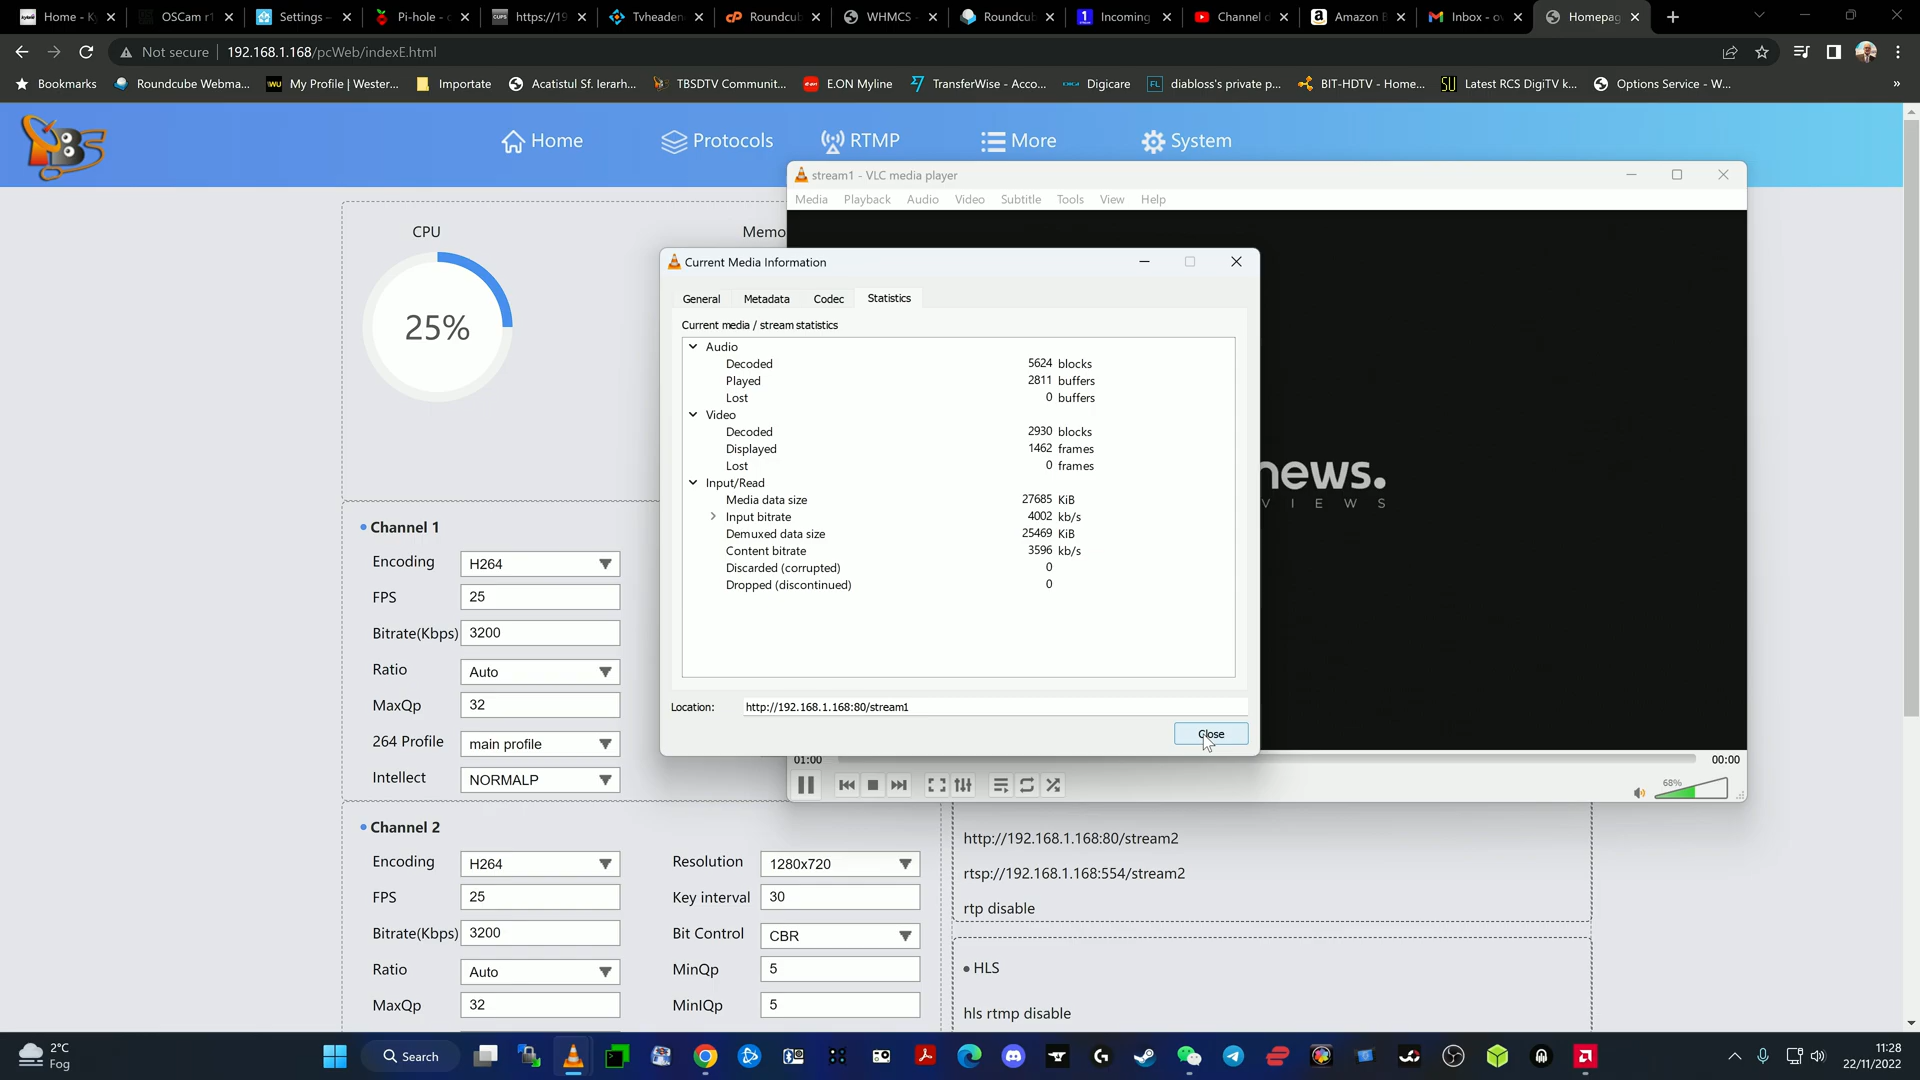 Home - K
OSCam r1
Settings -
Pi-hole -
CUPS https://19
Tvheade
Roundcu
WHMCS -
Roundcu
Incoming
Channel d
Amazon
Inbox - o
Homepag
Not secure 192.168.1.168/pcWeb/indexE.html
Bookmarks Roundcube Webma... My Profile | Wester... Importate Acatistul Sf. Ierarh... TBSDTV Communit... E.ON Myline TransferWise - Acco... Digicare diabloss's private p... BIT-HDTV - Home... Latest RCS DigiTV k... Options Service - W... »
TBS
Home Protocols RTMP More System
stream1 - VLC media player
Media Playback Audio Video Subtitle Tools View Help
CPU
Memo
25%
Current Media Information
General Metadata Codec Statistics
Current media / stream statistics
Audio
Decoded 5624 blocks
Played 2811 buffers
Lost 0 buffers
Video
Decoded 2930 blocks
Displayed 1462 frames
Lost 0 frames
Input/Read
Media data size 27685 KiB
Input bitrate 4002 kb/s
Demuxed data size 25469 KiB
Content bitrate 3596 kb/s
Discarded (corrupted) 0
Dropped (discontinued) 0
Location: http://192.168.1.168:80/stream1
Close
news.
V I E W S
01:00
00:00
68%
Channel 1
Encoding H264
FPS 25
Bitrate(Kbps) 3200
Ratio Auto
MaxQp 32
264 Profile main profile
Intellect NORMALP
Channel 2
Encoding H264 Resolution 1280x720
FPS 25 Key interval 30
Bitrate(Kbps) 3200 Bit Control CBR
Ratio Auto MinQp 5
MaxQp 32 MinIQp 5
http://192.168.1.168:80/stream2
rtsp://192.168.1.168:554/stream2
rtp disable
HLS
hls rtmp disable
2°C
Fog
Search
11:28
22/11/2022